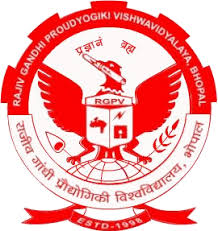 RAJIV GANDHI PROUDYOGIKI VISHWAVIDYALAYA, BHOPAL
प्रज्ञानं ब्रह्म
RGPV
राजीव गांधी प्रौद्योगिकी विश्वविद्यालय, भोपाल
ESTD-1998